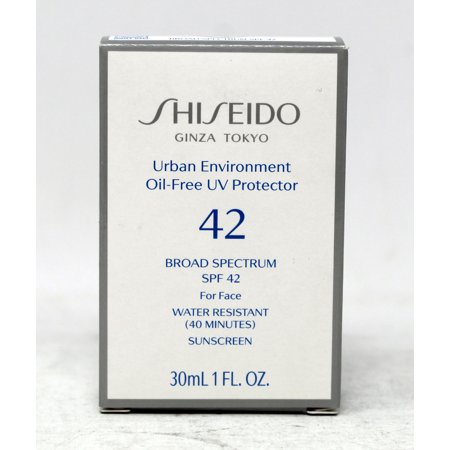 SHISEIDO
GINZA TOKYO
Urban Environment
Oil-Free UV Protector
42
BROAD SPECTRUM
SPF 42
For Face
WATER RESISTANT
(40 MINUTES)
SUNSCREEN
30mL 1 FL. OZ.